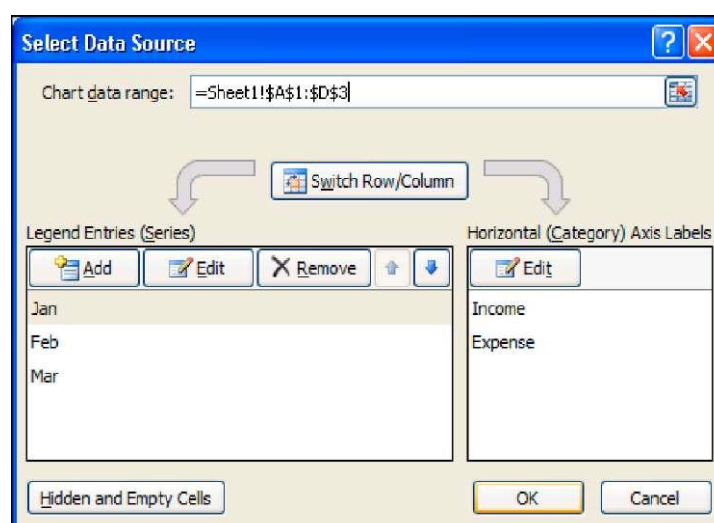 Select Data Source
Chart data range: =Sheet1!$A$1:$D$3
Switch Row/Column
Legend Entries (Series)
Add Edit Remove
Jan
Feb
Mar
Horizontal (Category) Axis Labels
Edit
Income
Expense
Hidden and Empty Cells
OK Cancel